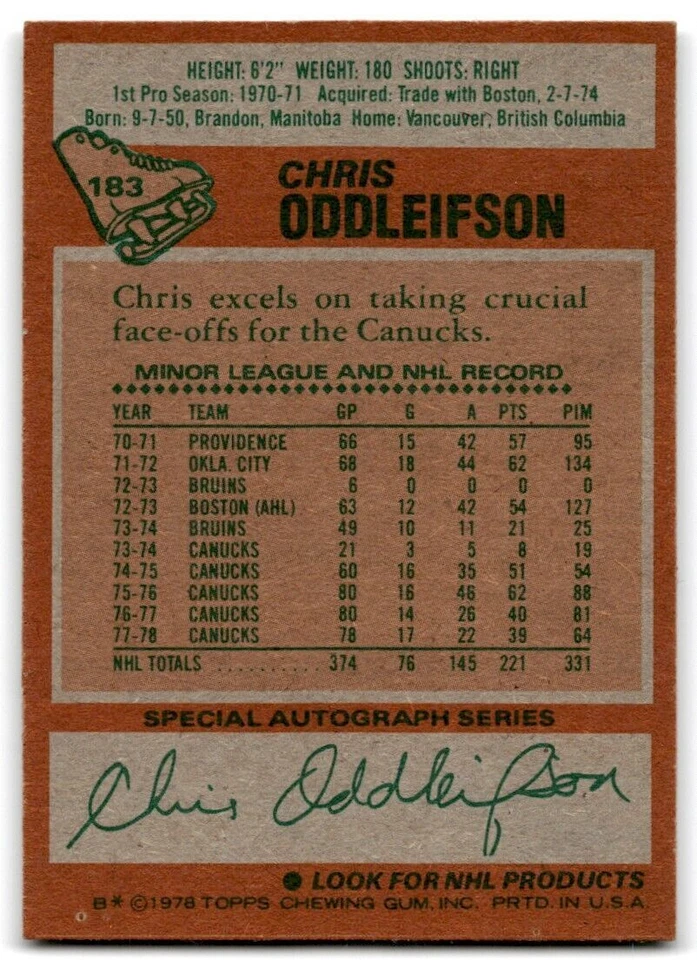 HEIGHT: 6'2" WEIGHT: 180 SHOOTS: RIGHT
1st Pro Season: 1970-71 Acquired: Trade with Boston, 2-7-74
Born: 9-7-50, Brandon, Manitoba Home: Vancouver, British Columbia
183
CHRIS
ODDLEIFSON
Chris excels on taking crucial
face-offs for the Canucks.
MINOR LEAGUE AND NHL RECORD
YEAR TEAM GP G A PTS PIM
70-71 PROVIDENCE 66 15 42 57 95
71-72 OKLA. CITY 68 18 44 62 134
72-73 BRUINS 6 0 0 0 0
72-73 BOSTON (AHL) 63 12 42 54 127
73-74 BRUINS 49 10 11 21 25
73-74 CANUCKS 21 3 5 8 19
74-75 CANUCKS 60 16 35 51 54
75-76 CANUCKS 80 16 46 62 88
76-77 CANUCKS 80 14 26 40 81
77-78 CANUCKS 78 17 22 39 64
NHL TOTALS .......... 374 76 145 221 331
SPECIAL AUTOGRAPH SERIES
Chris Oddleifson
● LOOK FOR NHL PRODUCTS
B* ©1978 TOPPS CHEWING GUM, INC. PRTD. IN U.S.A.